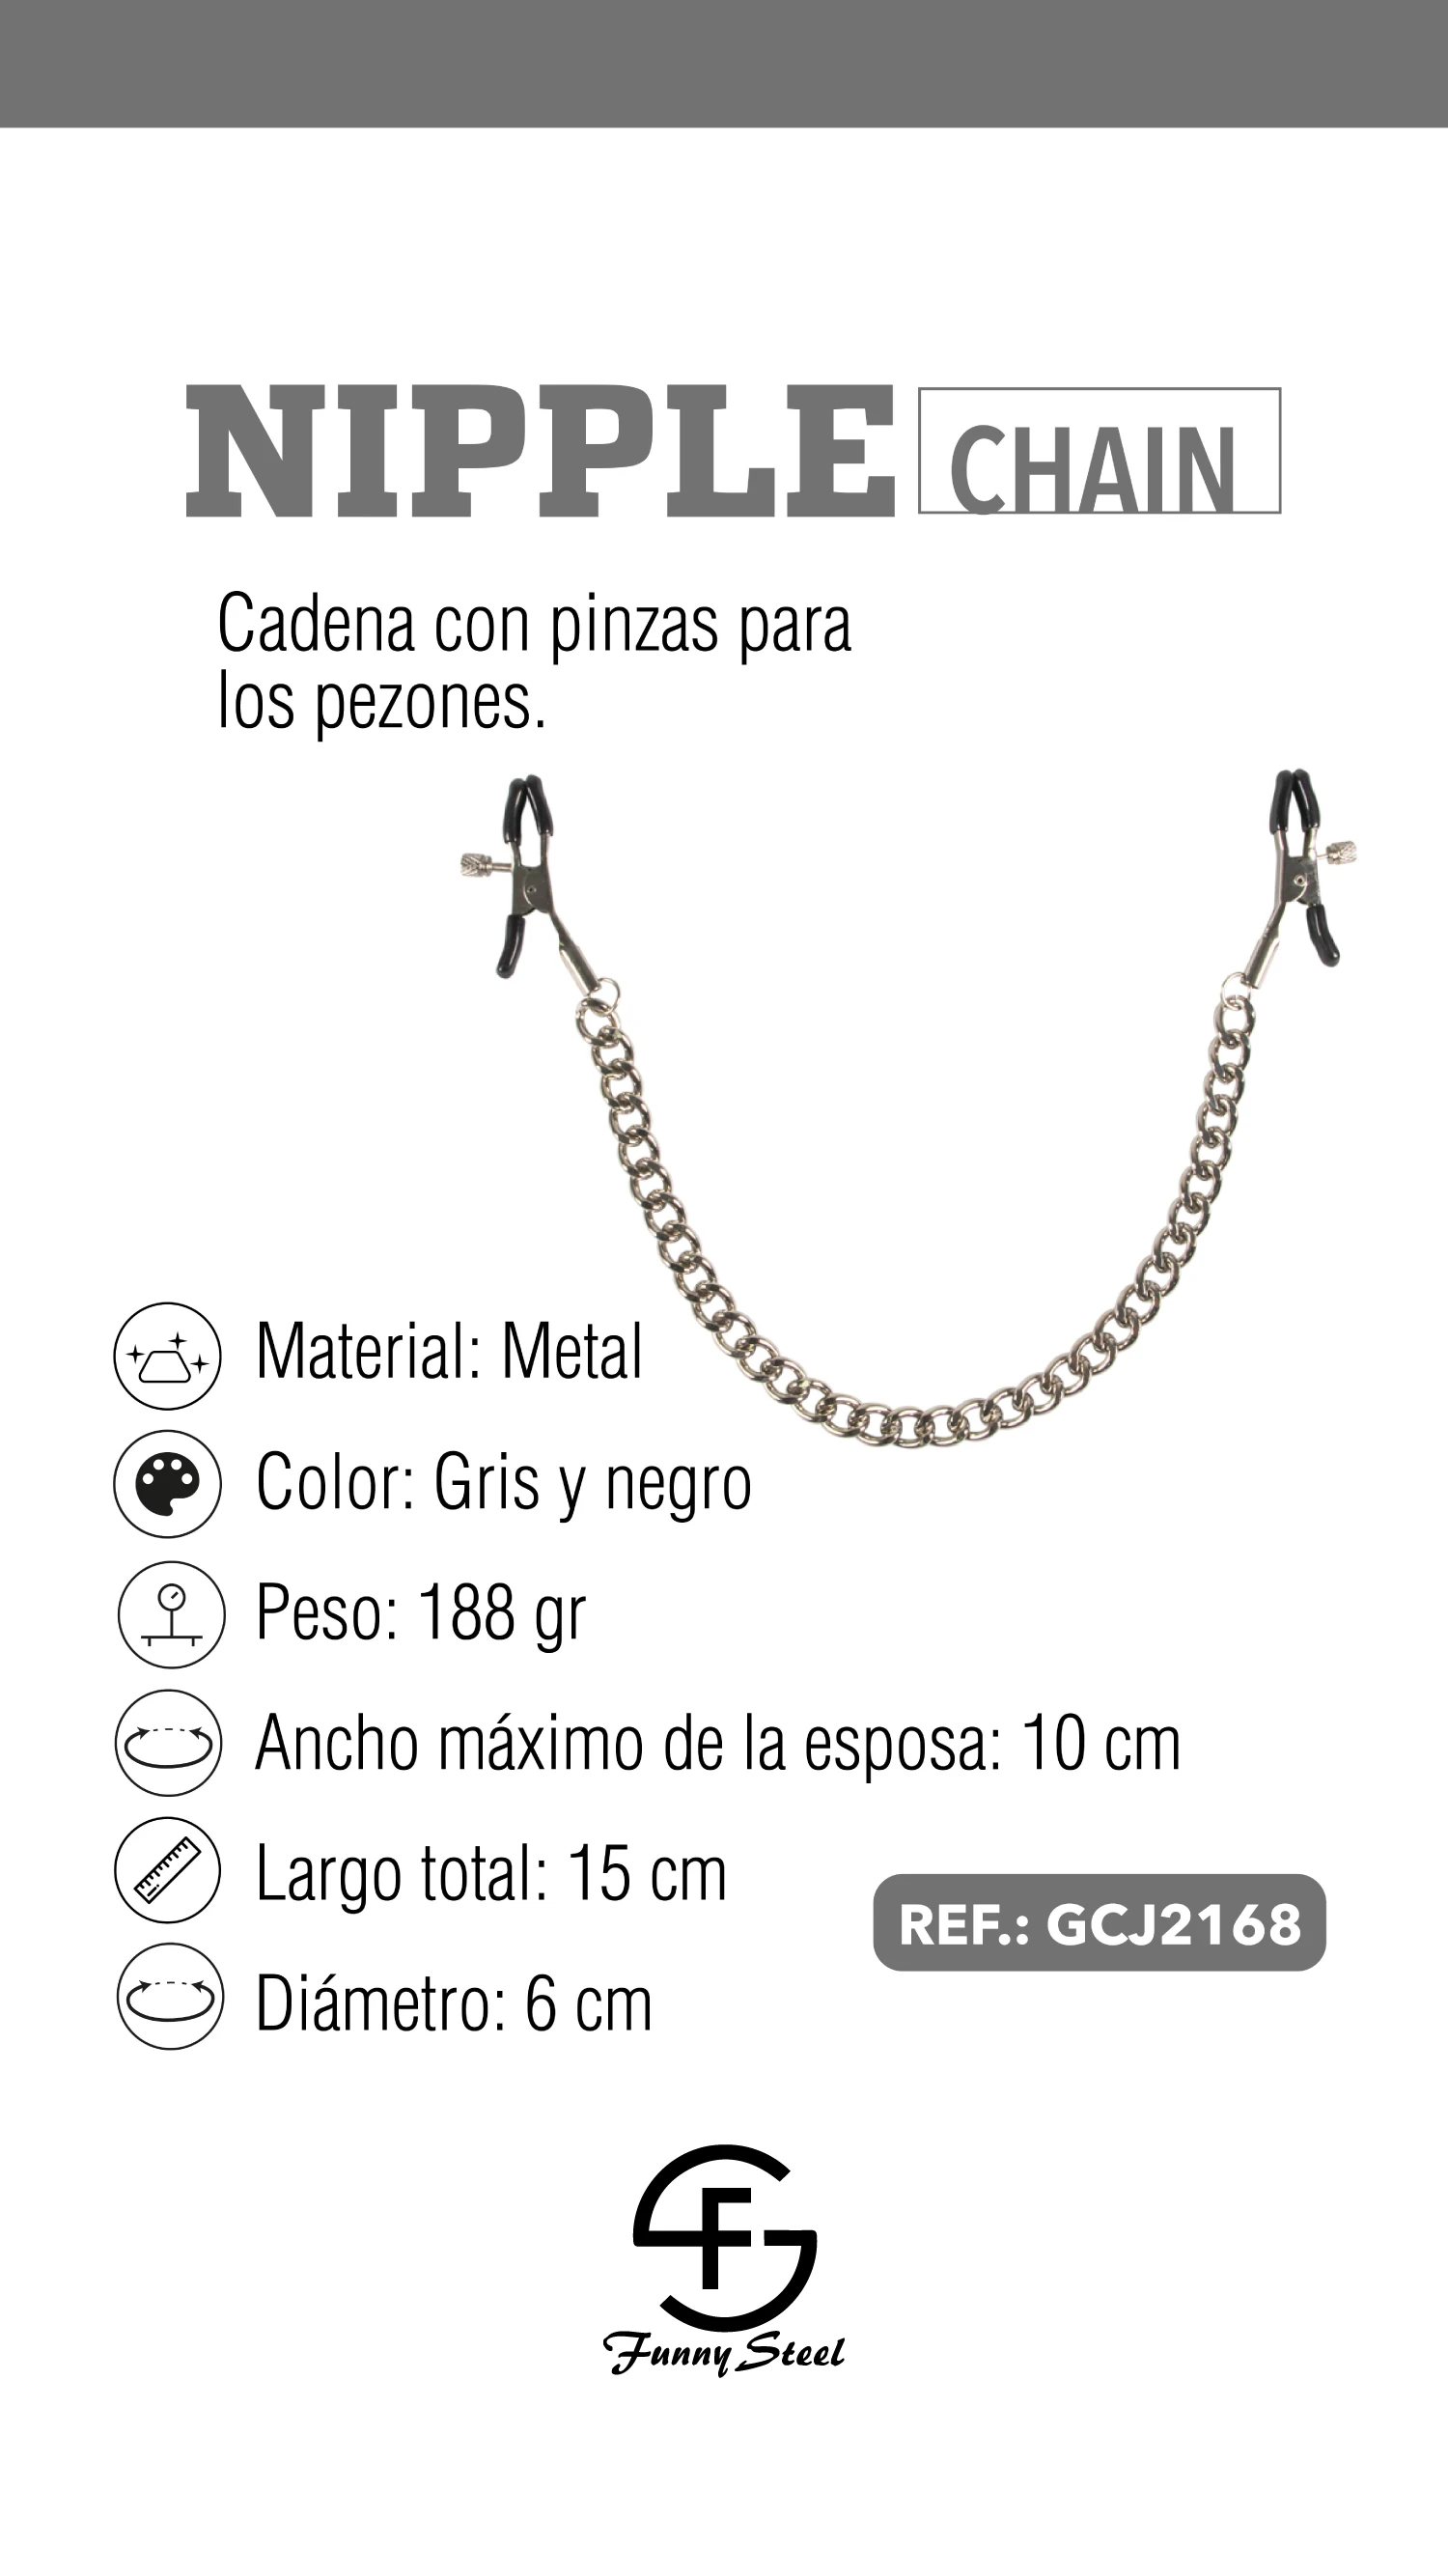 NIPPLE CHAIN
Cadena con pinzas para
los pezones.
Material: Metal
Color: Gris y negro
Peso: 188 gr
Ancho máximo de la esposa: 10 cm
Largo total: 15 cm
REF.: GCJ2168
Diámetro: 6 cm
SF
Funny Steel